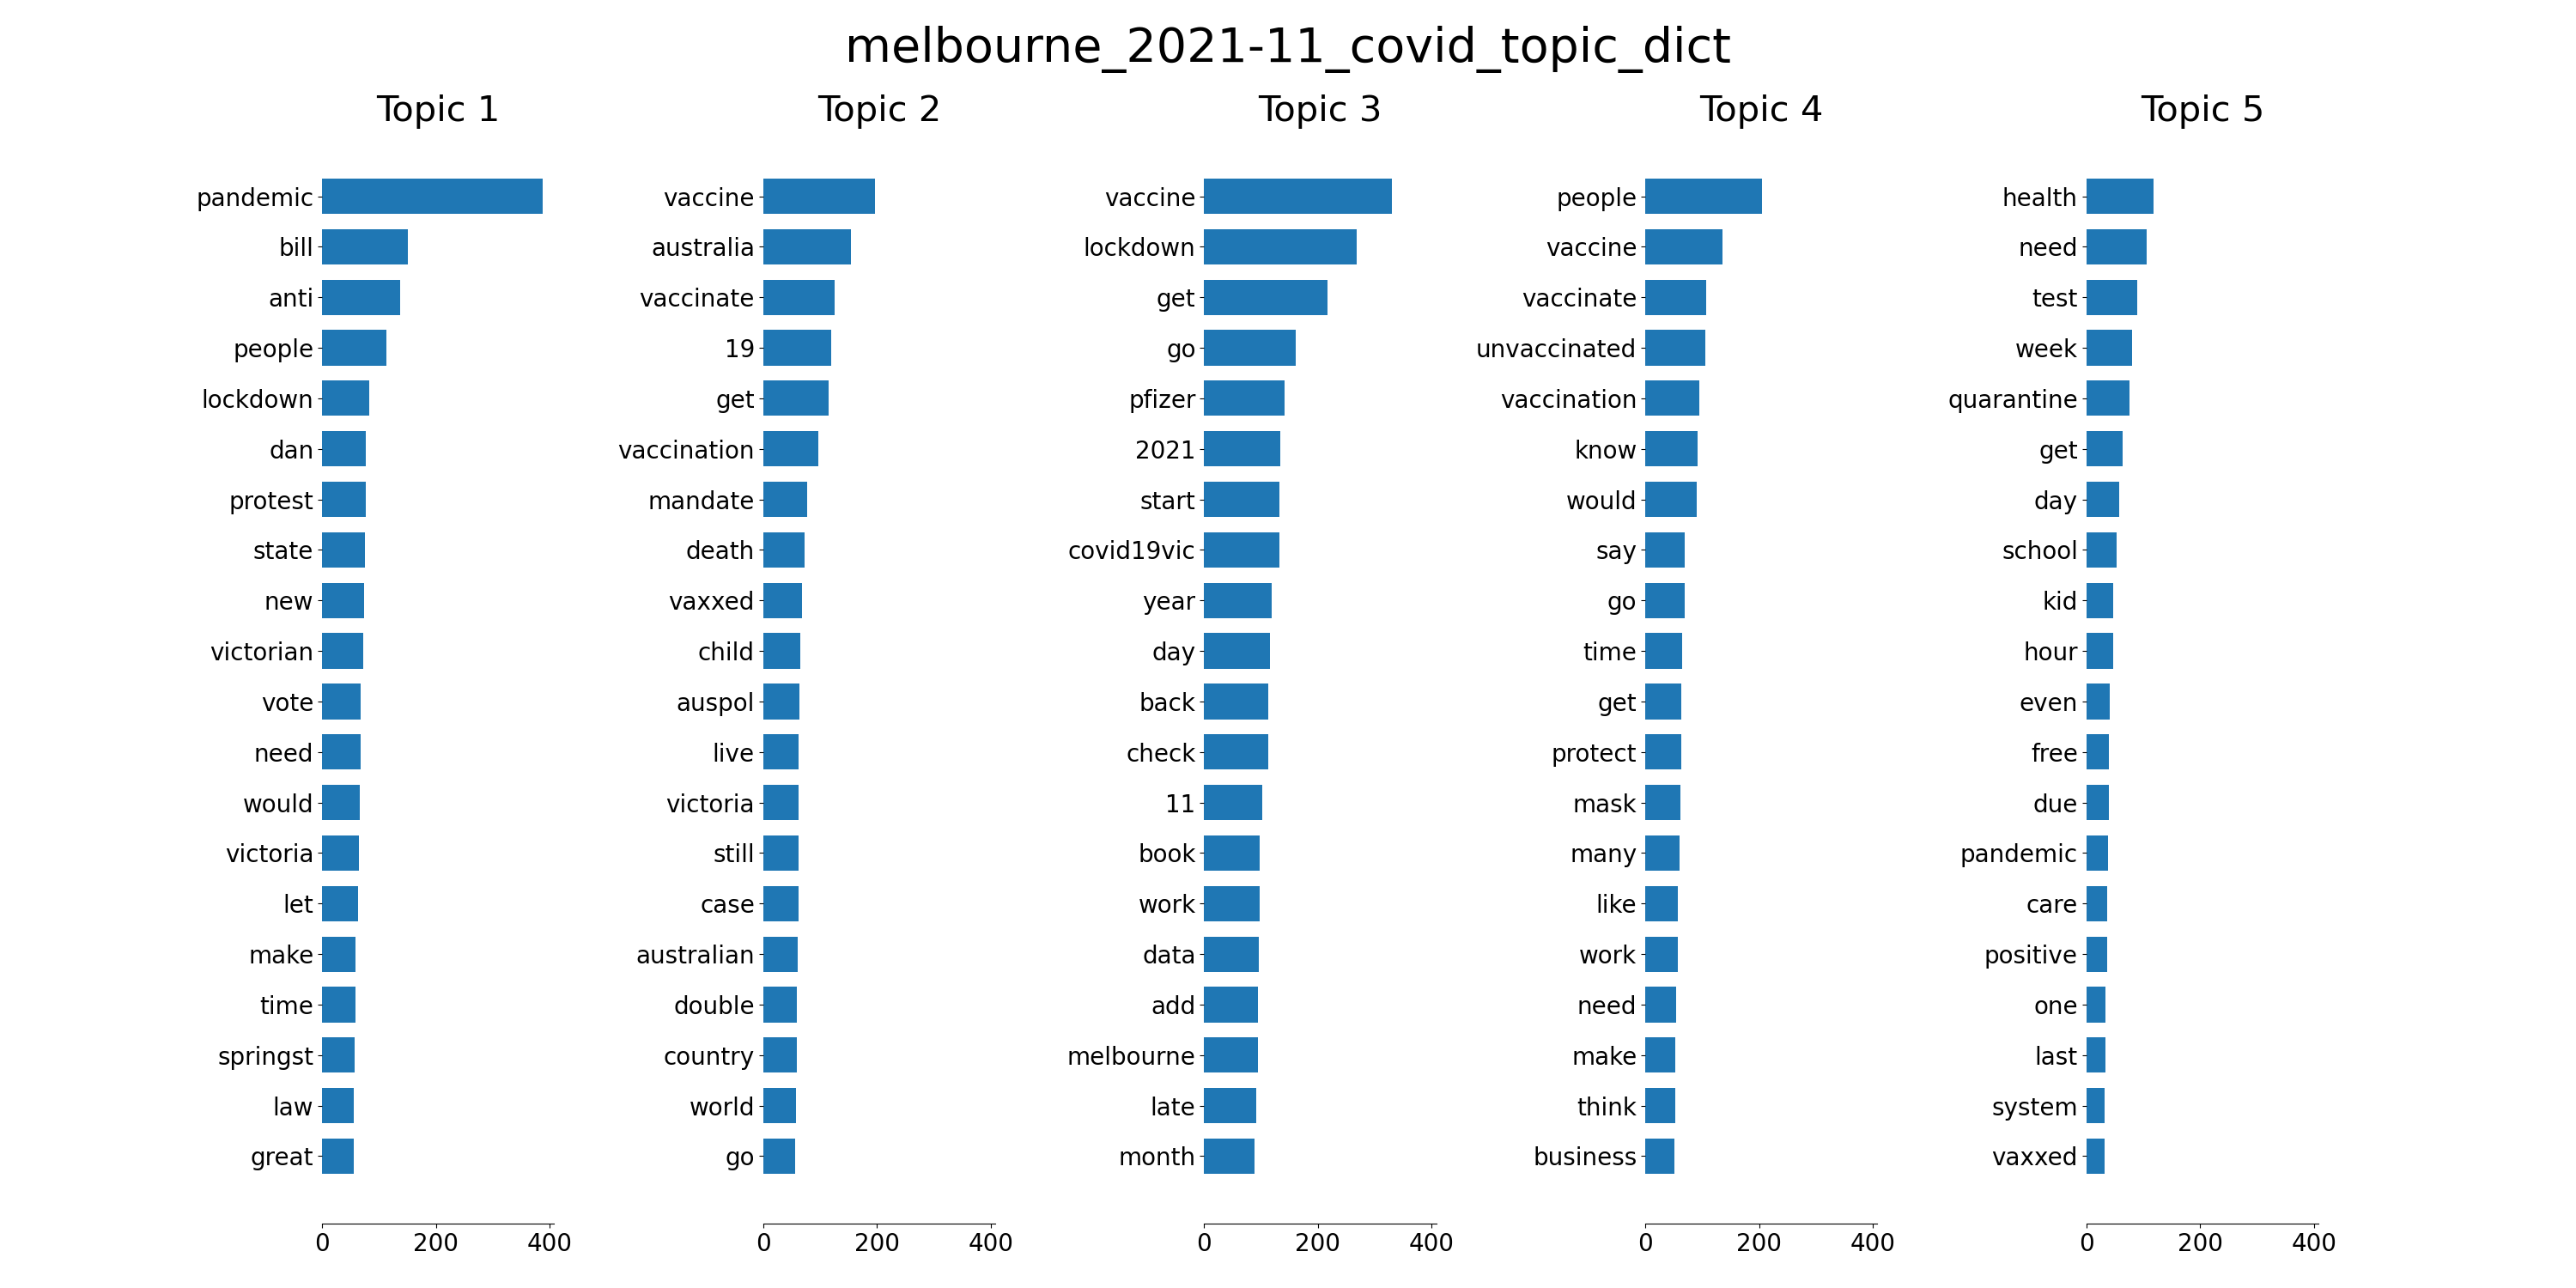 melbourne_2021-11_covid_topic_dict
Topic 1
pandemic
bill
anti
people
lockdown
dan
protest
state
new
victorian
vote
need
would
victoria
let
make
time
springst
law
great
0 200 400
Topic 2
vaccine
australia
vaccinate
19
get
vaccination
mandate
death
vaxxed
child
auspol
live
victoria
still
case
australian
double
country
world
go
0 200 400
Topic 3
vaccine
lockdown
get
go
pfizer
2021
start
covid19vic
year
day
back
check
11
book
work
data
add
melbourne
late
month
0 200 400
Topic 4
people
vaccine
vaccinate
unvaccinated
vaccination
know
would
say
go
time
get
protect
mask
many
like
work
need
make
think
business
0 200 400
Topic 5
health
need
test
week
quarantine
get
day
school
kid
hour
even
free
due
pandemic
care
positive
one
last
system
vaxxed
0 200 400